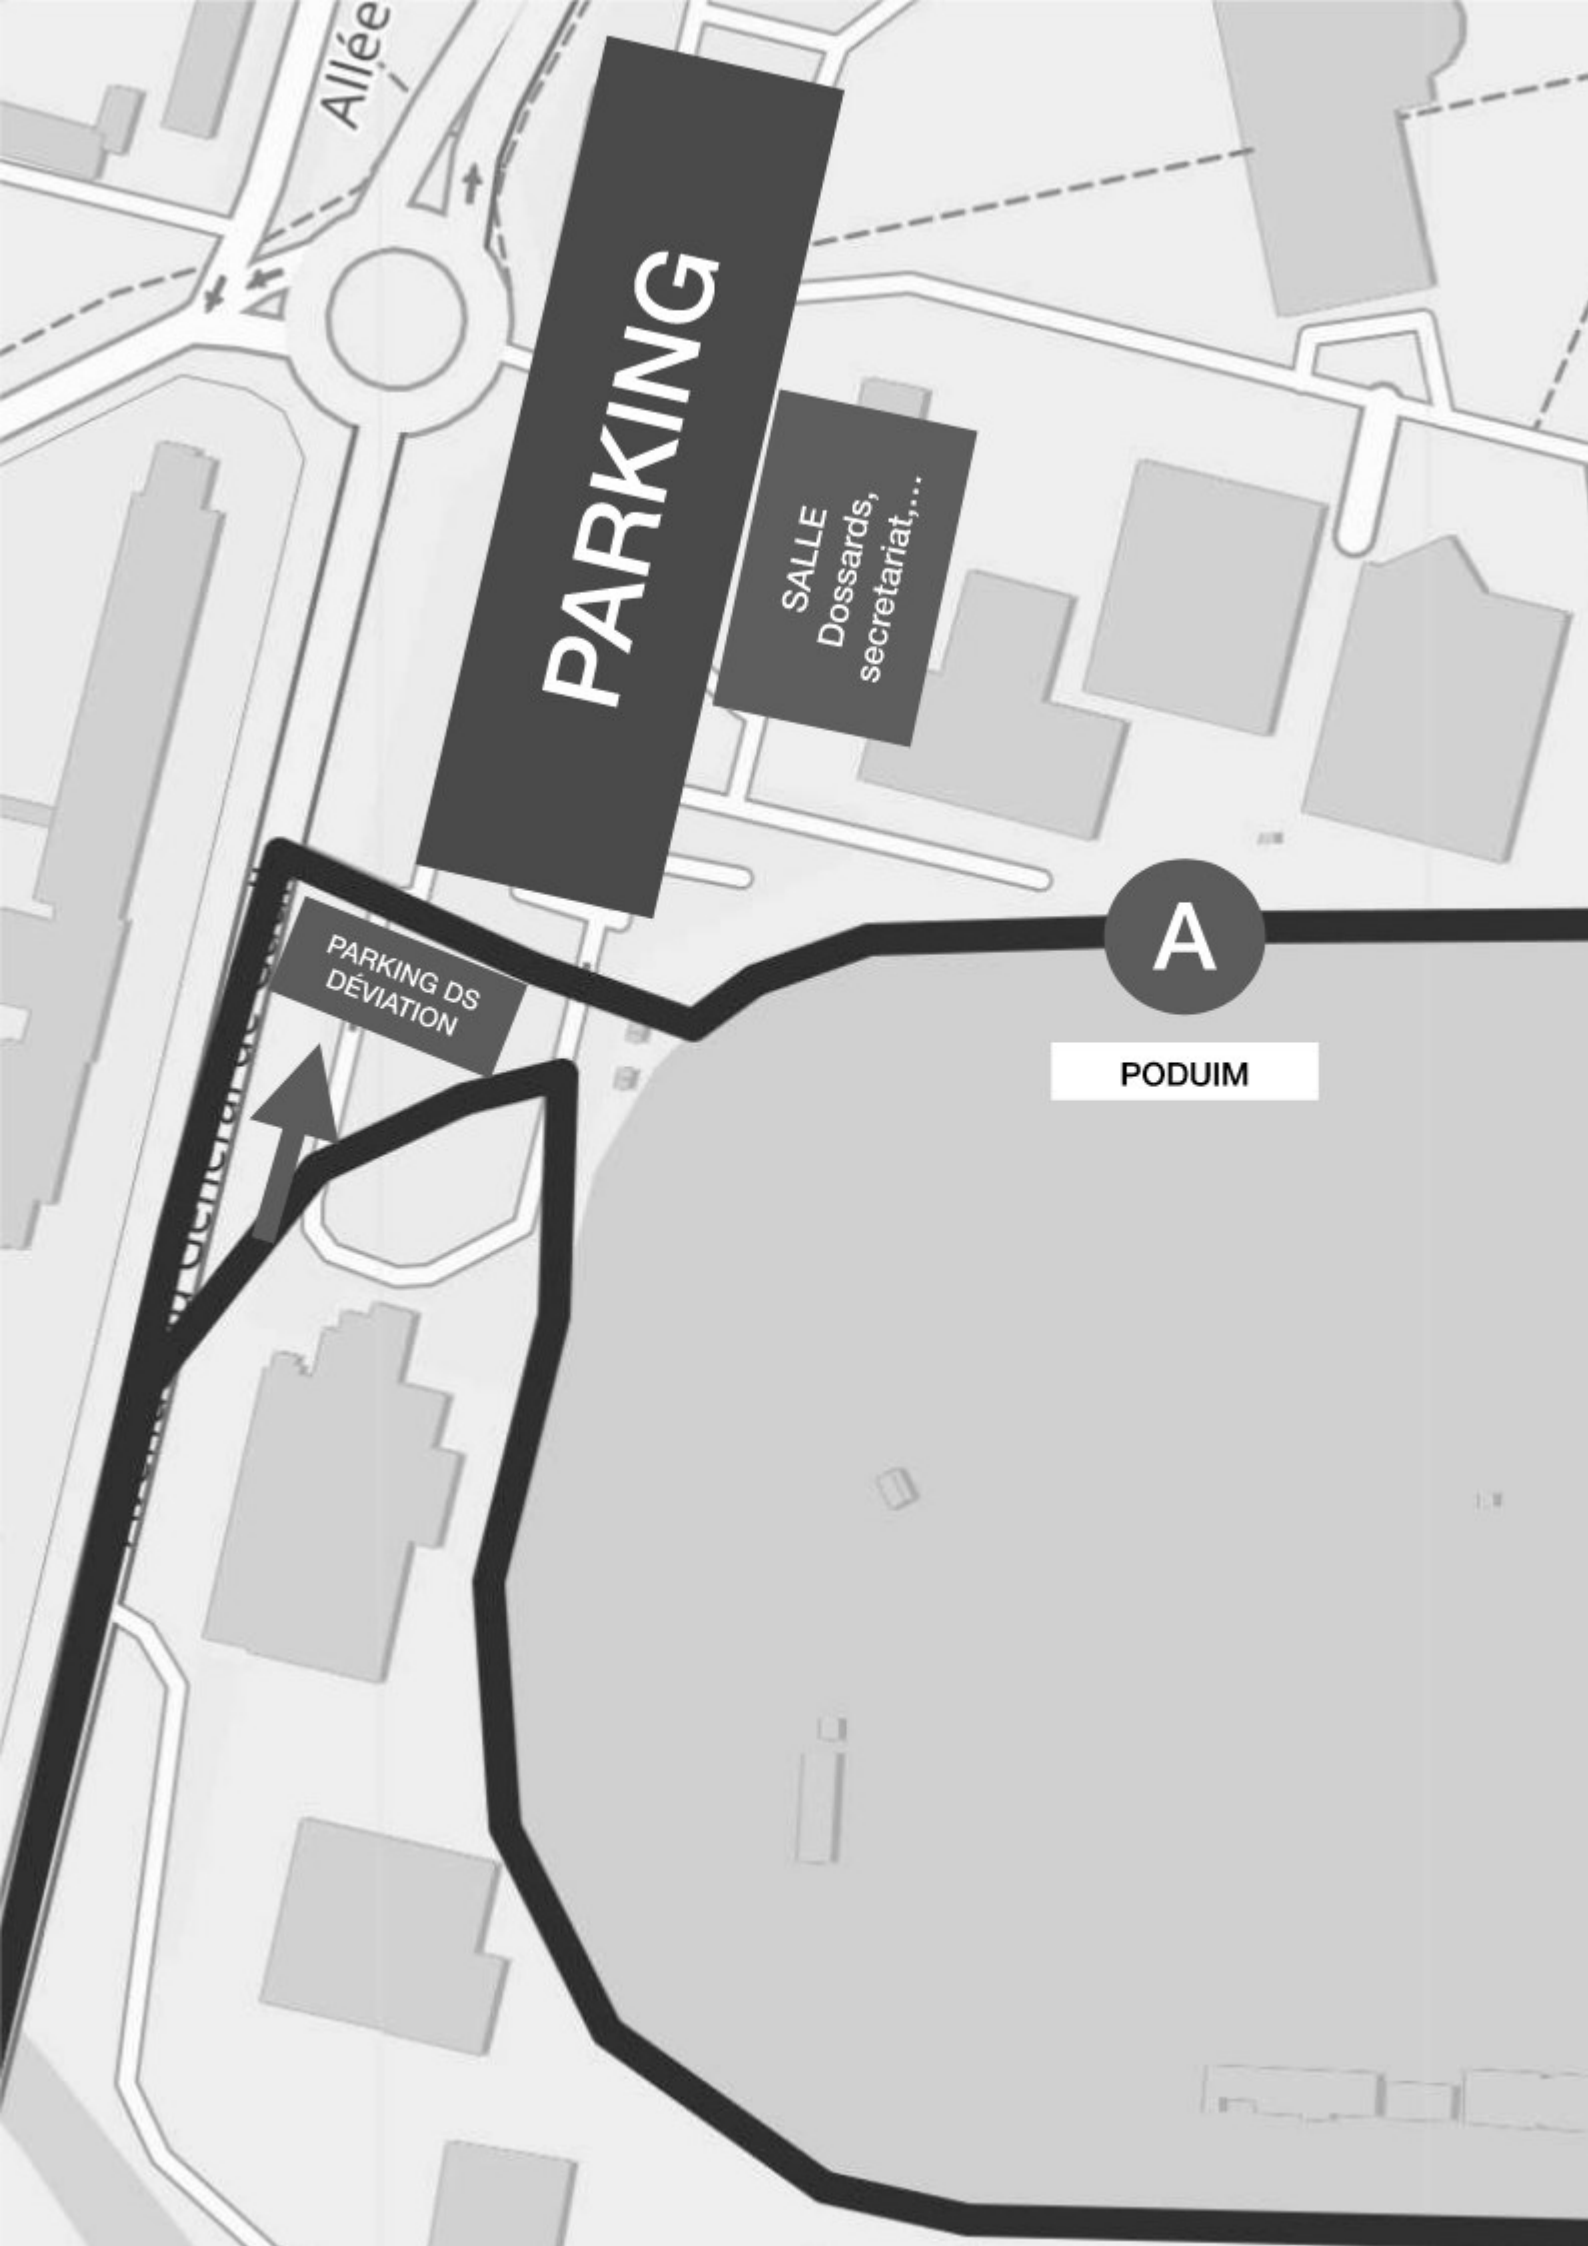 Allée
PARKING
SALLE
Dossards,
secretariat,...
A
PARKING DS
DÉVIATION
PODUIM